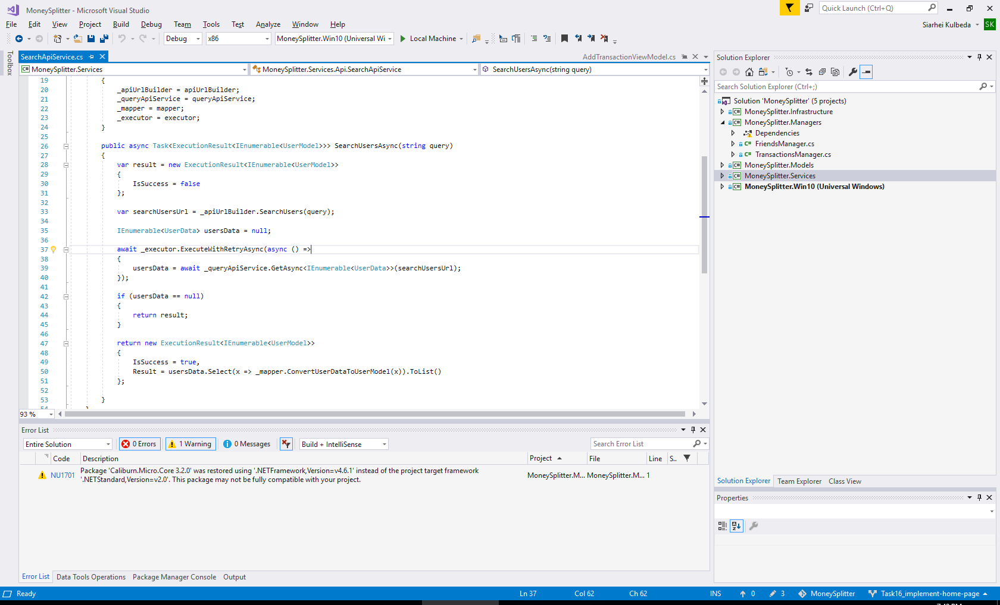 MoneySplitter - Microsoft Visual Studio
Quick Launch (Ctrl+Q)
File Edit View Project Build Debug Team Tools Test Analyze Window Help
Siarhei Kulbeda SK
Debug x86 MoneySplitter.Win10 (Universal Wi Local Machine
Toolbox
SearchApiService.cs
AddTransactionViewModel.cs
C# MoneySplitter.Services
MoneySplitter.Services.Api.SearchApiService
SearchUsersAsync(string query)
19 {
20 _apiUrlBuilder = apiUrlBuilder;
21 _queryApiService = queryApiService;
22 _mapper = mapper;
23 _executor = executor;
24 }
25
26 public async Task<ExecutionResult<IEnumerable<UserModel>>> SearchUsersAsync(string query)
27 {
28 var result = new ExecutionResult<IEnumerable<UserModel>>
29 {
30 IsSuccess = false
31 };
32
33 var searchUsersUrl = _apiUrlBuilder.SearchUsers(query);
34
35 IEnumerable<UserData> usersData = null;
36
37 await _executor.ExecuteWithRetryAsync(async () =>
38 {
39 usersData = await _queryApiService.GetAsync<IEnumerable<UserData>>(searchUsersUrl);
40 });
41
42 if (usersData == null)
43 {
44 return result;
45 }
46
47 return new ExecutionResult<IEnumerable<UserModel>>
48 {
49 IsSuccess = true,
50 Result = usersData.Select(x => _mapper.ConvertUserDataToUserModel(x)).ToList()
51 };
52
53 }
93 %
Error List
Entire Solution 0 Errors 1 Warning 0 Messages Build + IntelliSense Search Error List
Code Description Project File Line S..
NU1701 Package 'Caliburn.Micro.Core 3.2.0' was restored using '.NETFramework,Version=v4.6.1' instead of the project target framework
'.NETStandard,Version=v2.0'. This package may not be fully compatible with your project.
MoneySplitter.M... MoneySplitter.M... 1
Error List Data Tools Operations Package Manager Console Output
Solution Explorer
Search Solution Explorer (Ctrl+;)
Solution 'MoneySplitter' (5 projects)
C# MoneySplitter.Infrastructure
C# MoneySplitter.Managers
Dependencies
C# FriendsManager.cs
C# TransactionsManager.cs
C# MoneySplitter.Models
C# MoneySplitter.Services
C# MoneySplitter.Win10 (Universal Windows)
Solution Explorer Team Explorer Class View
Properties
Ready Ln 37 Col 62 Ch 62 INS 0 3 MoneySplitter Task16_implement-home-page